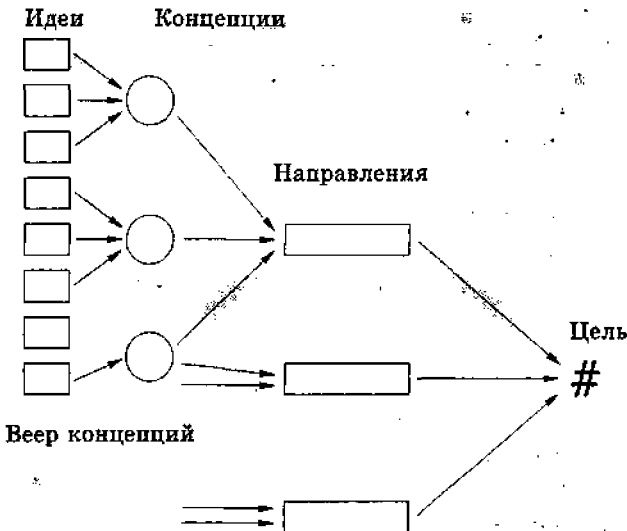 Идеи
Концепции
Направления
Цель
#
Веер концепций